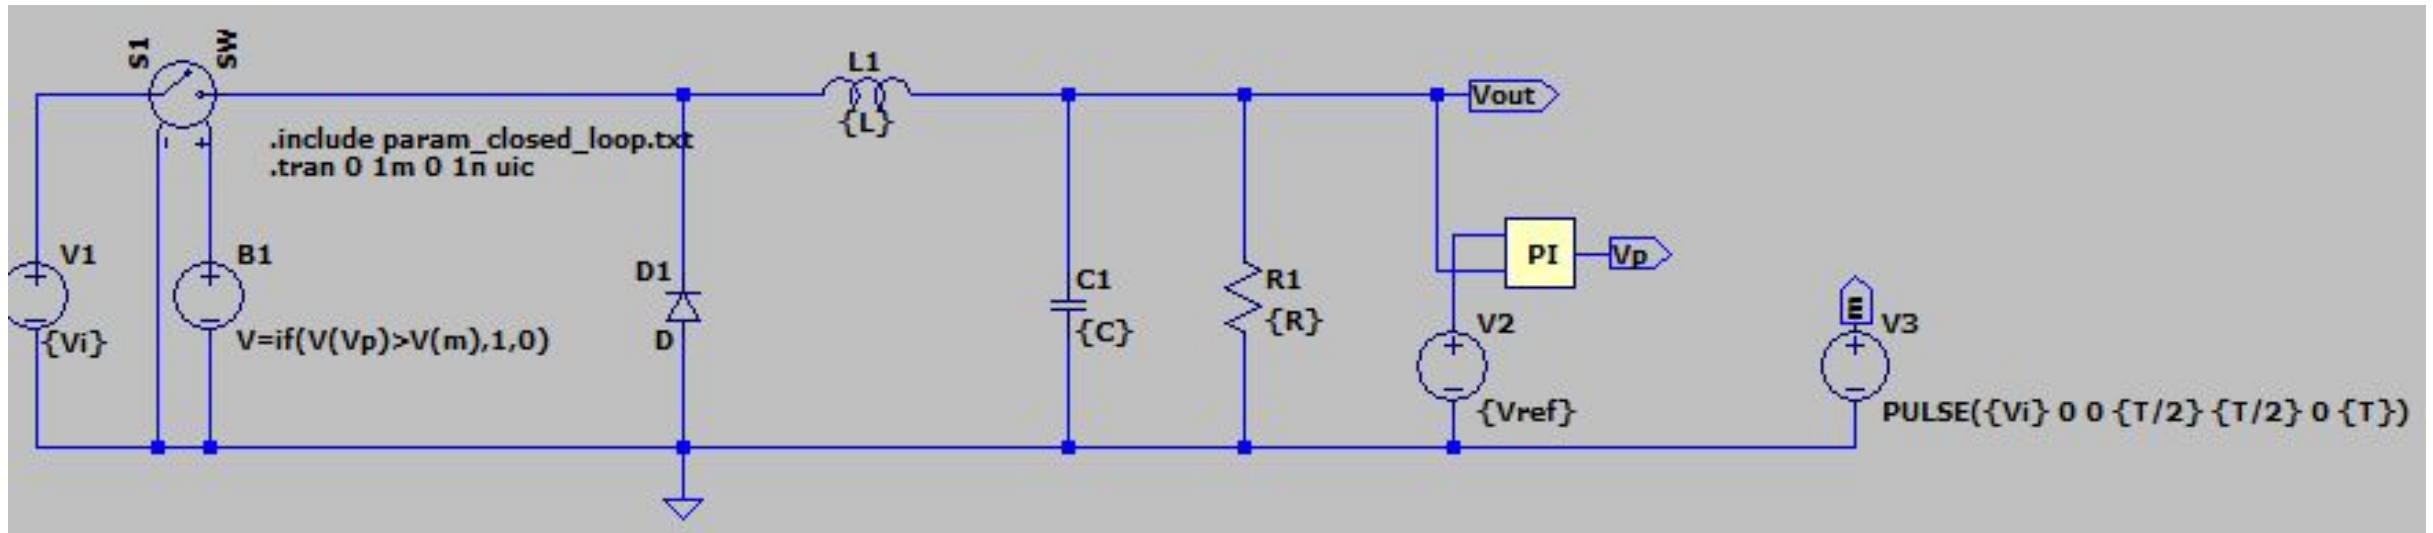 S1
SW
L1
{L}
Vout
.include param_closed_loop.txt
.tran 0 1m 0 1n uic
V1
{Vi}
B1
V=if(V(Vp)>V(m),1,0)
D1
D
C1
{C}
R1
{R}
PI
Vp
V2
{Vref}
m
V3
PULSE({Vi} 0 0 {T/2} {T/2} 0 {T})